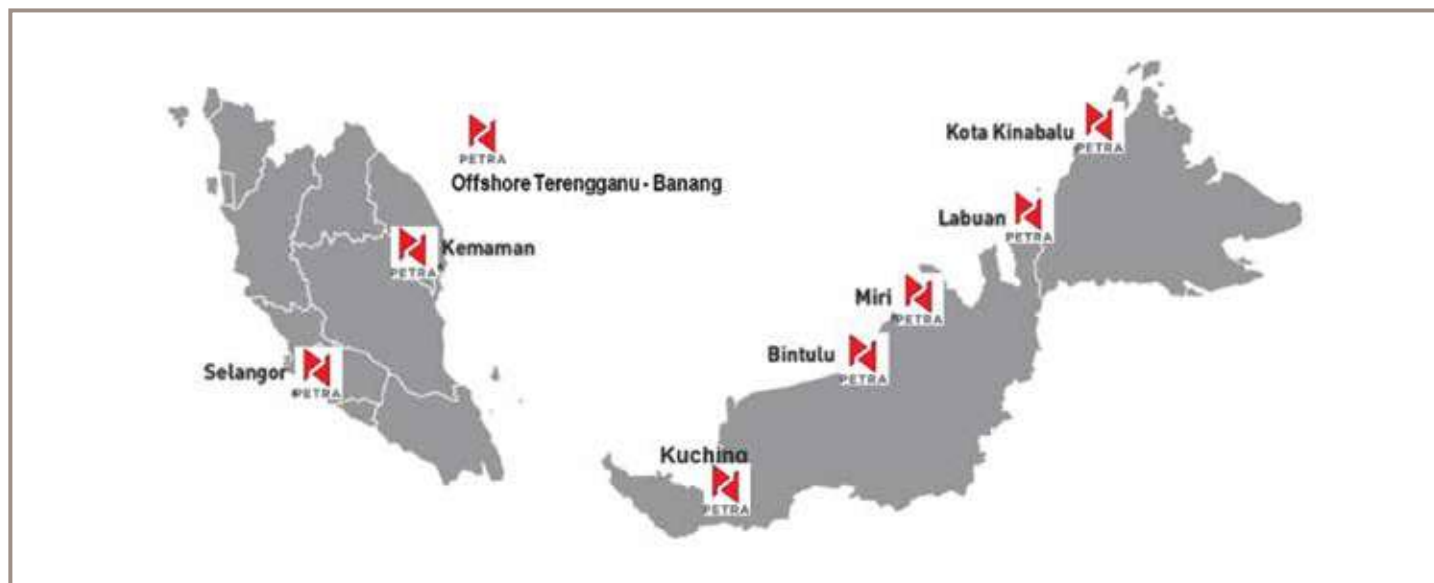 PETRA
Offshore Terengganu - Banang
Kemaman
PETRA
Selangor
PETRA
Kota Kinabalu
PETRA
Labuan
PETRA
Miri
PETRA
Bintulu
PETRA
Kuching
PETRA